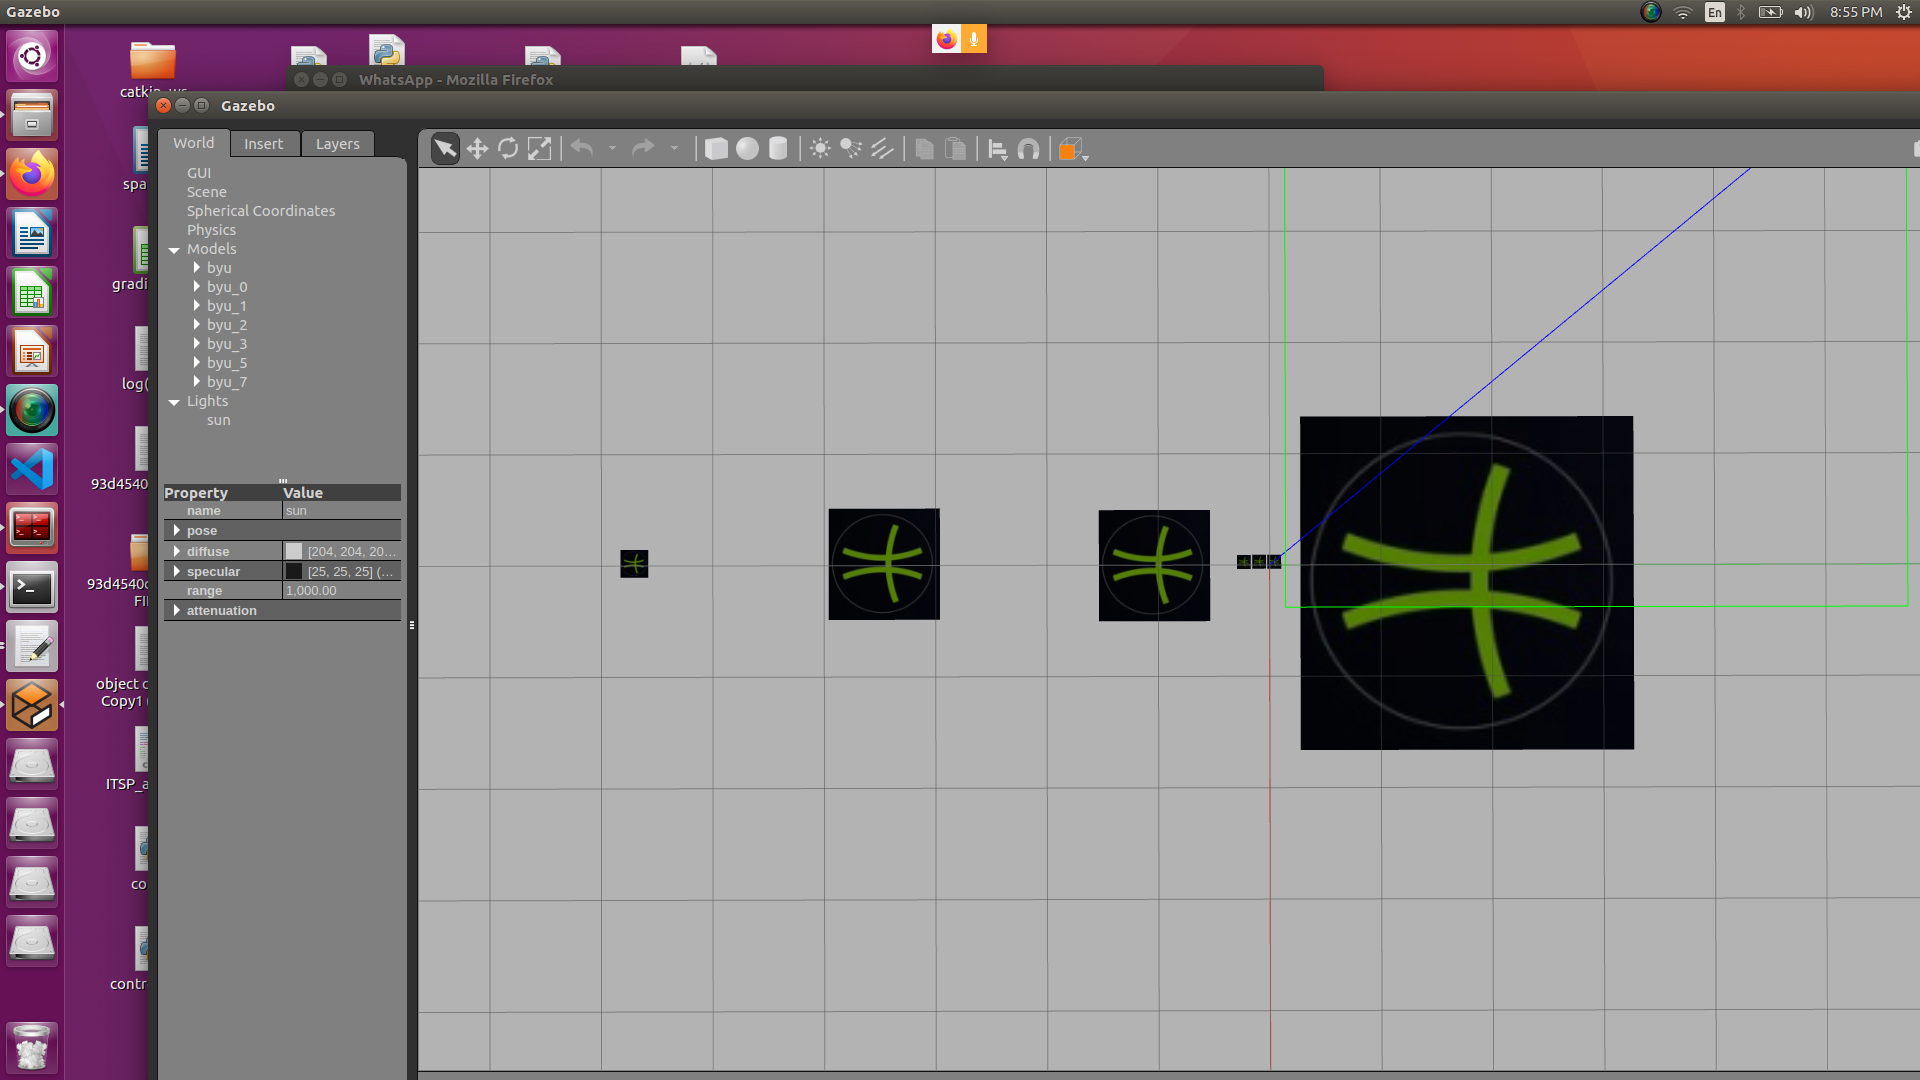 Gazebo
En
8:55 PM
WhatsApp - Mozilla Firefox
Gazebo
World Insert Layers
GUI
Scene
Spherical Coordinates
Physics
Models
byu
byu_0
byu_1
byu_2
byu_3
byu_5
byu_7
Lights
sun
Property Value
name sun
pose
diffuse [204, 204, 20...
specular [25, 25, 25] (...
range 1,000.00
attenuation
catkin_ws
spa
gradi
log(
93d4540
93d4540c
FI
object c
Copy1 (
ITSP_a
co
contr